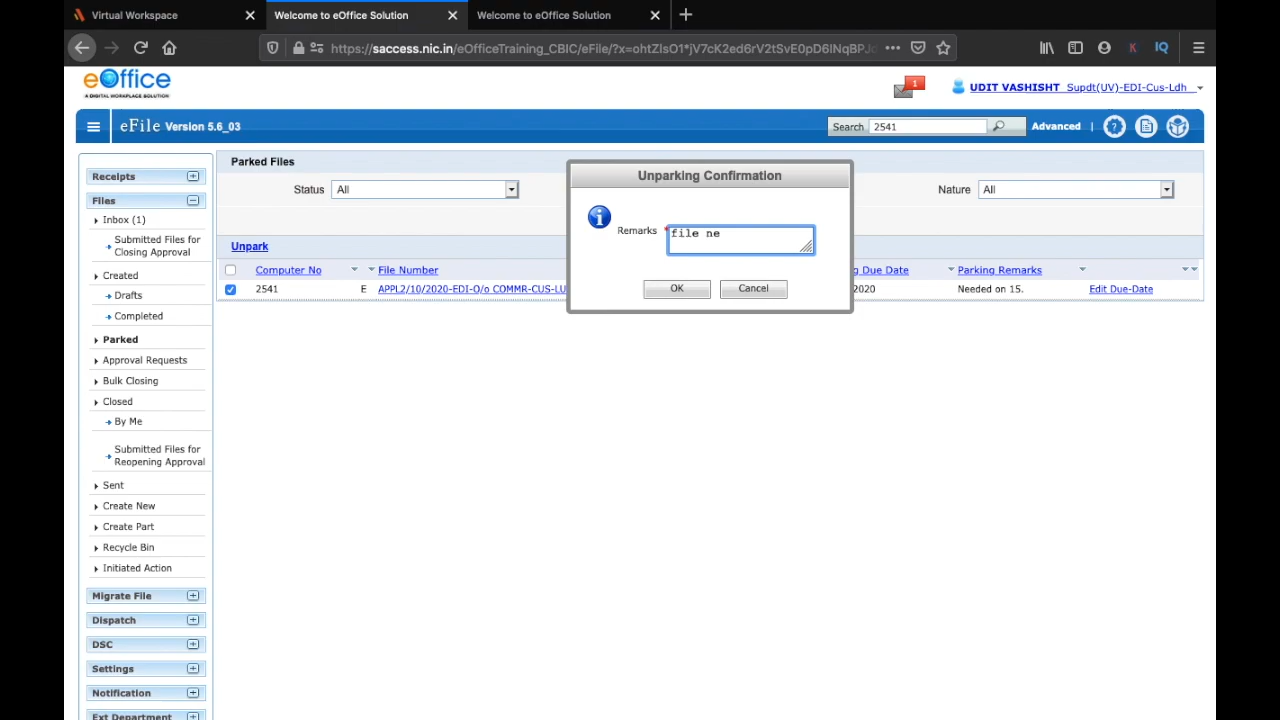 Virtual Workspace
Welcome to eOffice Solution
Welcome to eOffice Solution
https://saccess.nic.in/eOfficeTraining_CBIC/eFile/?x=ohtZIsO1*jV7cK2ed6rV2tSvE0pD6INqBPJ
K
IQ
eOffice
A DIGITAL WORKPLACE SOLUTION
1
UDIT VASHISHT Supdt(UV)-EDI-Cus-Ldh
eFile Version 5.6_03
Search 2541
Advanced |
?
Receipts
Files
Inbox (1)
Submitted Files for
Closing Approval
Created
Drafts
Completed
Parked
Approval Requests
Bulk Closing
Closed
By Me
Submitted Files for
Reopening Approval
Sent
Create New
Create Part
Recycle Bin
Initiated Action
Migrate File
Dispatch
DSC
Settings
Notification
Ext Department
Parked Files
Status All
Nature All
Unpark
Computer No File Number g Due Date Parking Remarks
2541 E APPL2/10/2020-EDI-O/o COMMR-CUS-LU 2020 Needed on 15. Edit Due-Date
Unparking Confirmation
Remarks * file ne
OK Cancel